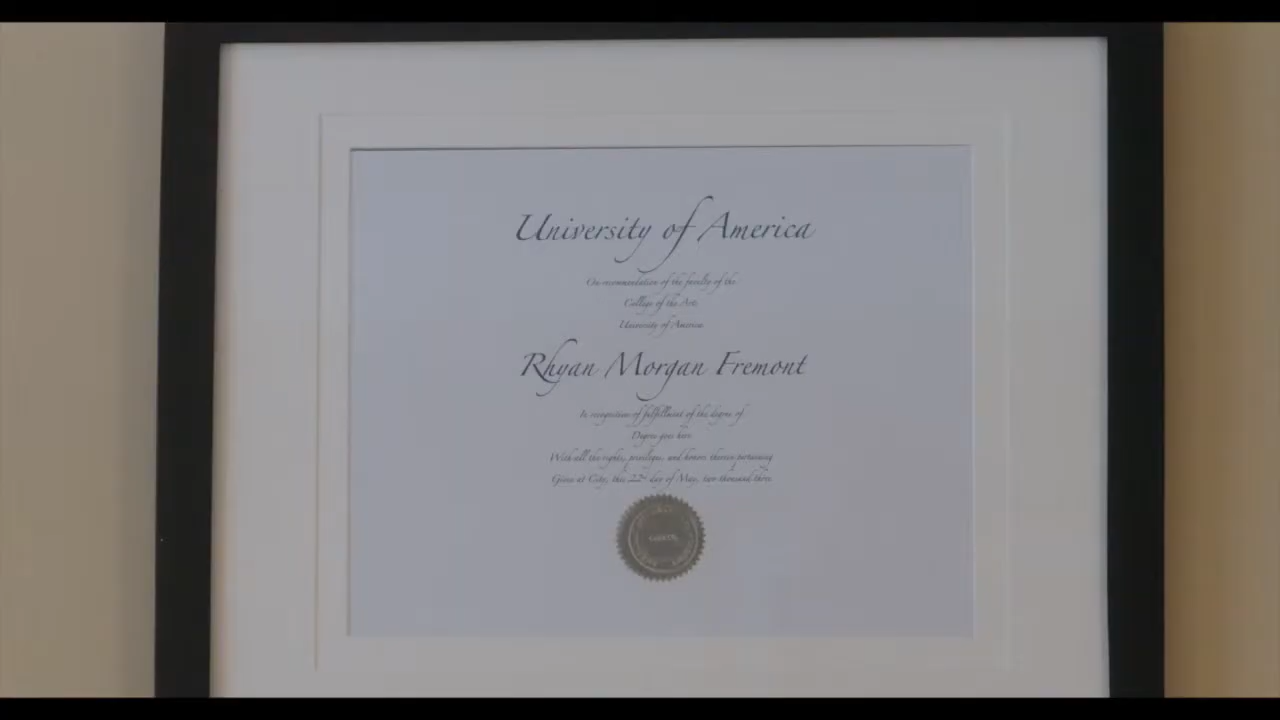 University of America
On recommendation of the faculty of the
College of the Arts
University of America
Rhyan Morgan Fremont
In recognition of fulfillment of the degree of
Degree goes here
With all the rights, privileges, and honors thereto pertaining
Given at City, this 22nd day of May, two thousand three